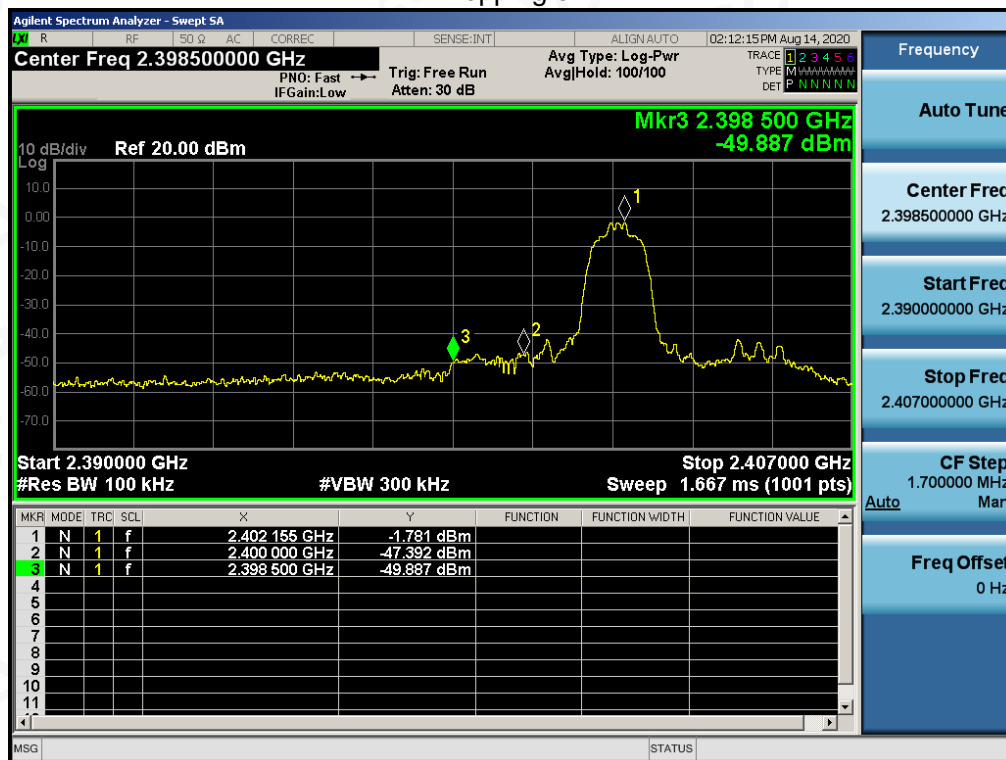 Agilent Spectrum Analyzer - Swept SA
LXI R RF 50 Ω AC CORREC SENSE:INT ALIGN AUTO 02:12:15 PM Aug 14, 2020
Center Freq 2.398500000 GHz
PNO: Fast
IFGain:Low
Trig: Free Run
Atten: 30 dB
Avg Type: Log-Pwr
Avg|Hold: 100/100
TRACE 1 2 3 4 5 6
TYPE M
DET P N N N N N
Mkr3 2.398 500 GHz
-49.887 dBm
10 dB/div Ref 20.00 dBm
Log
10.0
0.00
-10.0
-20.0
-30.0
-40.0
-50.0
-60.0
-70.0
1
2
3
Start 2.390000 GHz Stop 2.407000 GHz
#Res BW 100 kHz #VBW 300 kHz Sweep 1.667 ms (1001 pts)
MKR MODE TRC SCL X Y FUNCTION FUNCTION WIDTH FUNCTION VALUE
1 N 1 f 2.402 155 GHz -1.781 dBm
2 N 1 f 2.400 000 GHz -47.392 dBm
3 N 1 f 2.398 500 GHz -49.887 dBm
4
5
6
7
8
9
10
11
MSG STATUS
Frequency
Auto Tune
Center Freq
2.398500000 GHz
Start Freq
2.390000000 GHz
Stop Freq
2.407000000 GHz
CF Step
1.700000 MHz
Auto Man
Freq Offset
0 Hz